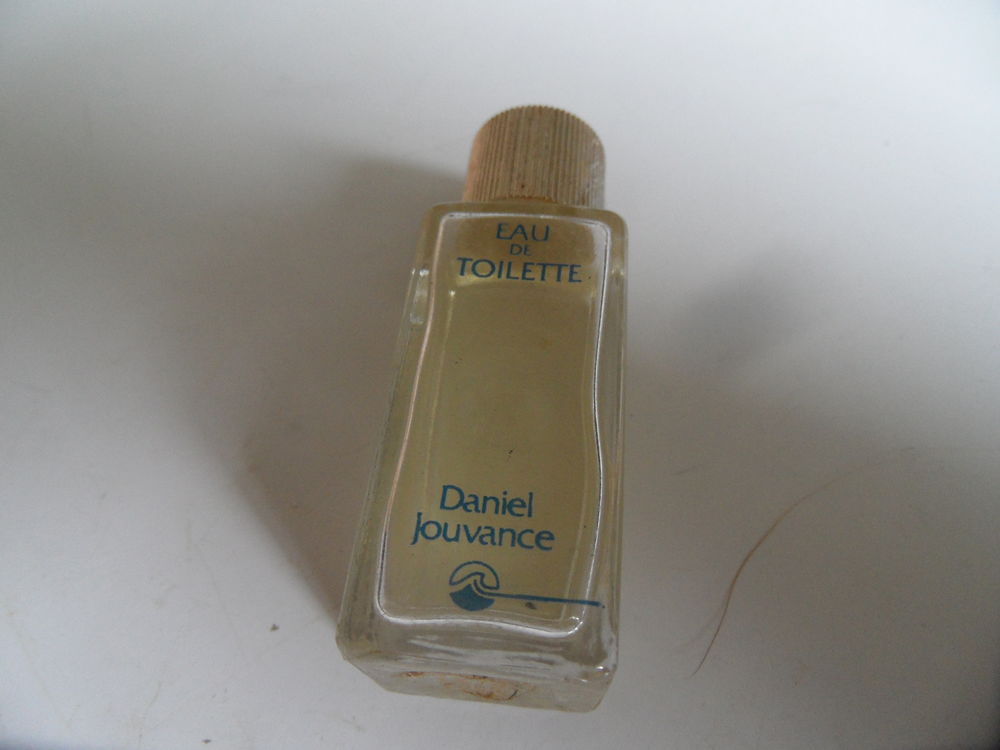 EAU
DE
TOILETTE
Daniel
Jouvance